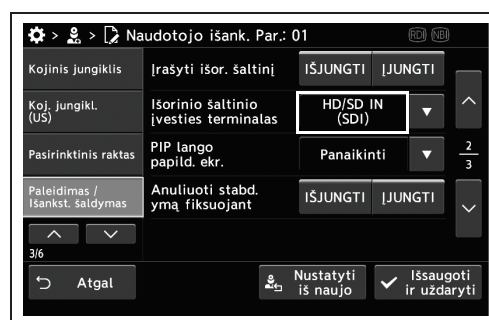 > > Naudotojo išank. Par.: 01 RDI NBI
Kojinis jungiklis
Įrašyti išor. šaltinį IŠJUNGTI ĮJUNGTI
Koj. jungikl.
(US)
Išorinio šaltinio
įvesties terminalas
HD/SD IN
(SDI)
Pasirinktinis raktas
PIP lango
papild. ekr.
Panaikinti
2
3
Paleidimas /
Išankst. šaldymas
Anuliuoti stabd.
ymą fiksuojant
IŠJUNGTI ĮJUNGTI
3/6
Atgal
Nustatyti
iš naujo
Išsaugoti
ir uždaryti